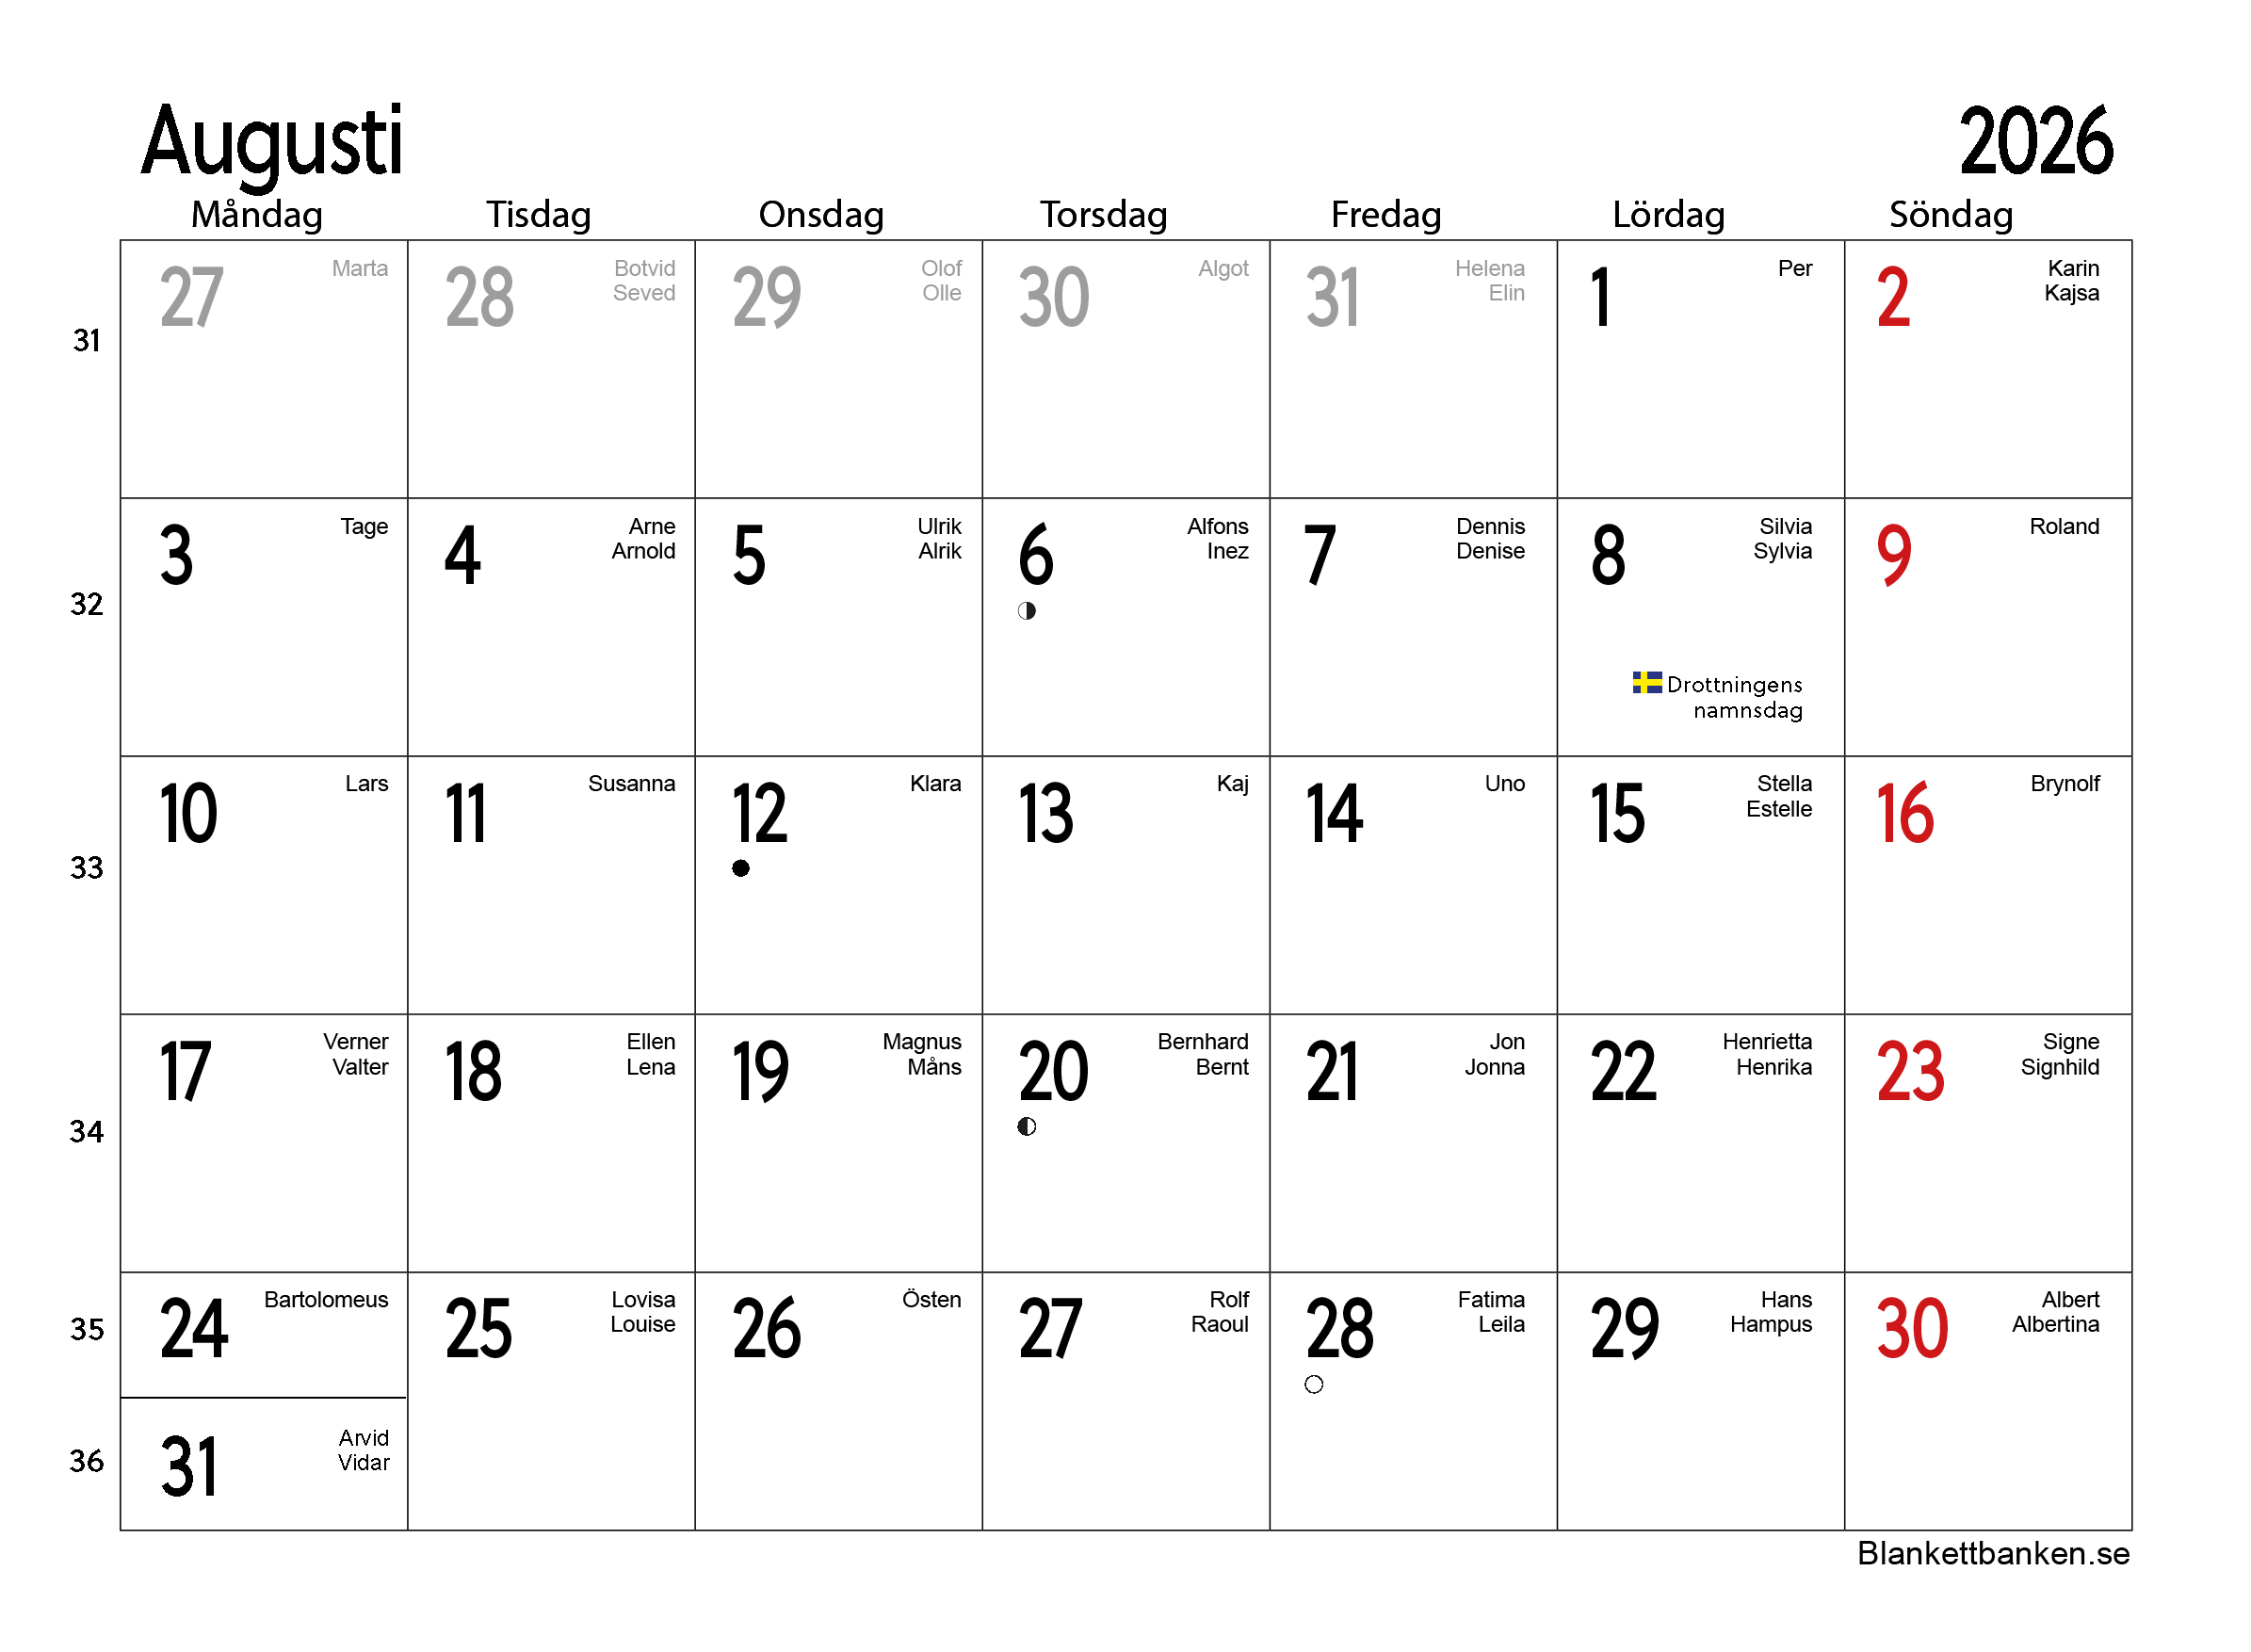 Augusti 2026
Måndag Tisdag Onsdag Torsdag Fredag Lördag Söndag
31
27 Marta
28 Botvid
Seved
29 Olof
Olle
30 Algot
31 Helena
Elin
1 Per
2 Karin
Kajsa
32
3 Tage
4 Arne
Arnold
5 Ulrik
Alrik
6 Alfons
Inez
7 Dennis
Denise
8 Silvia
Sylvia
Drottningens
namnsdag
9 Roland
33
10 Lars
11 Susanna
12 Klara
13 Kaj
14 Uno
15 Stella
Estelle
16 Brynolf
34
17 Verner
Valter
18 Ellen
Lena
19 Magnus
Måns
20 Bernhard
Bernt
21 Jon
Jonna
22 Henrietta
Henrika
23 Signe
Signhild
35
24 Bartolomeus
25 Lovisa
Louise
26 Östen
27 Rolf
Raoul
28 Fatima
Leila
29 Hans
Hampus
30 Albert
Albertina
36
31 Arvid
Vidar
Blankettbanken.se